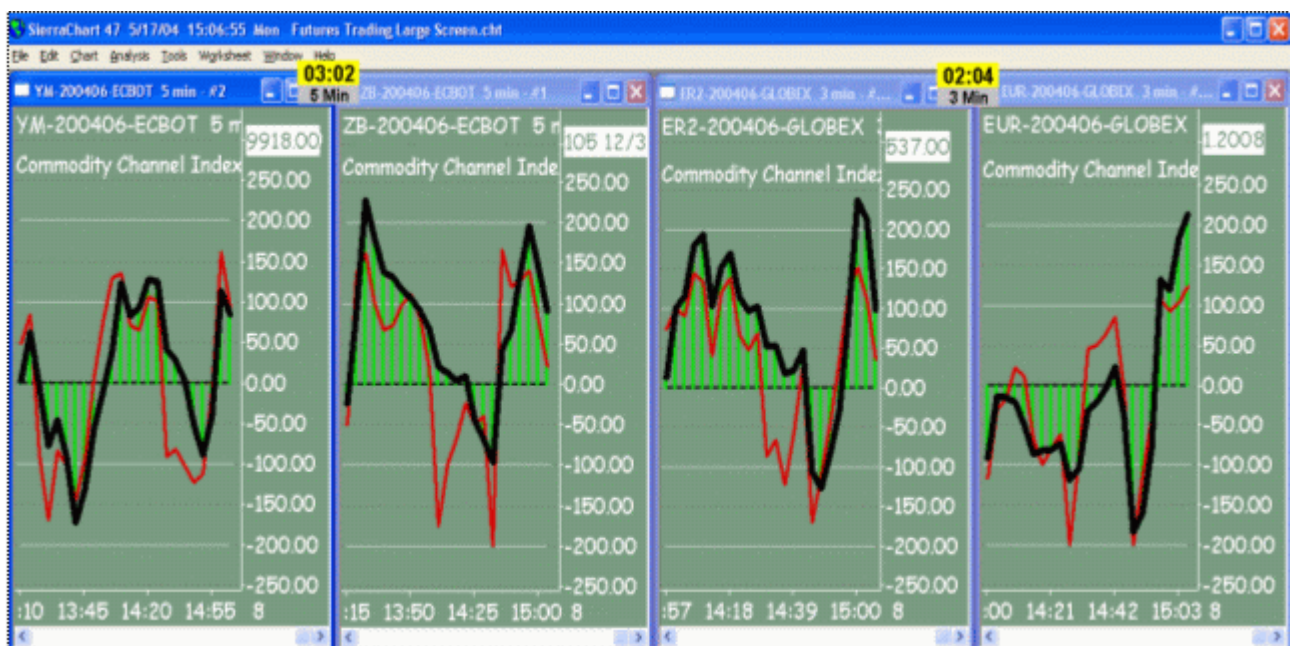 SierraChart 47 5/17/04 15:06:55 Mon Futures Trading Large Screen.cht
File Edit Chart Analysis Tools Worksheet Window Help
03:02
5 Min
02:04
3 Min
YM-200406-ECBOT 5 min - #2
ZB-200406-ECBOT 5 min - #1
ER2-200406-GLOBEX 3 min - #...
EUR-200406-GLOBEX 3 min - #...
YM-200406-ECBOT 5 m
9918.00
Commodity Channel Index
250.00
200.00
150.00
100.00
50.00
0.00
-50.00
-100.00
-150.00
-200.00
-250.00
:10 13:45 14:20 14:55 8
ZB-200406-ECBOT 5 m
105 12/3
Commodity Channel Inde
250.00
200.00
150.00
100.00
50.00
0.00
-50.00
-100.00
-150.00
-200.00
-250.00
:15 13:50 14:25 15:00 8
ER2-200406-GLOBEX
537.00
Commodity Channel Inde
250.00
200.00
150.00
100.00
50.00
0.00
-50.00
-100.00
-150.00
-200.00
-250.00
:57 14:18 14:39 15:00 8
EUR-200406-GLOBEX
1.2008
Commodity Channel Inde
250.00
200.00
150.00
100.00
50.00
0.00
-50.00
-100.00
-150.00
-200.00
-250.00
:00 14:21 14:42 15:03 8